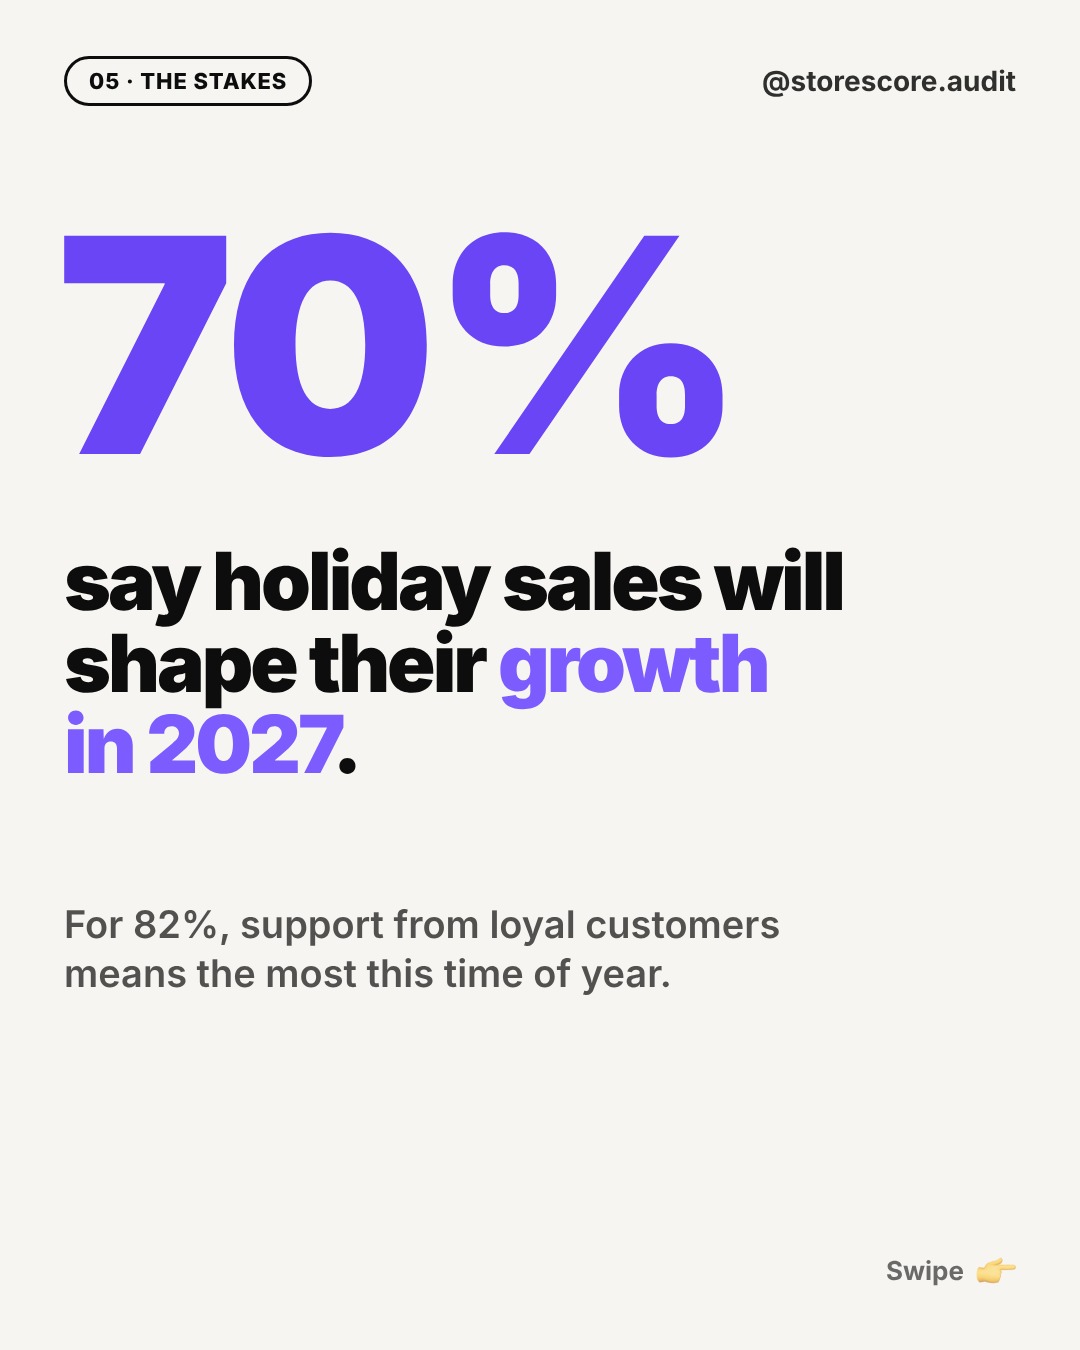 05 · THE STAKES
@storescore.audit
70%
say holiday sales will
shape their growth
in 2027.
For 82%, support from loyal customers
means the most this time of year.
Swipe 👉